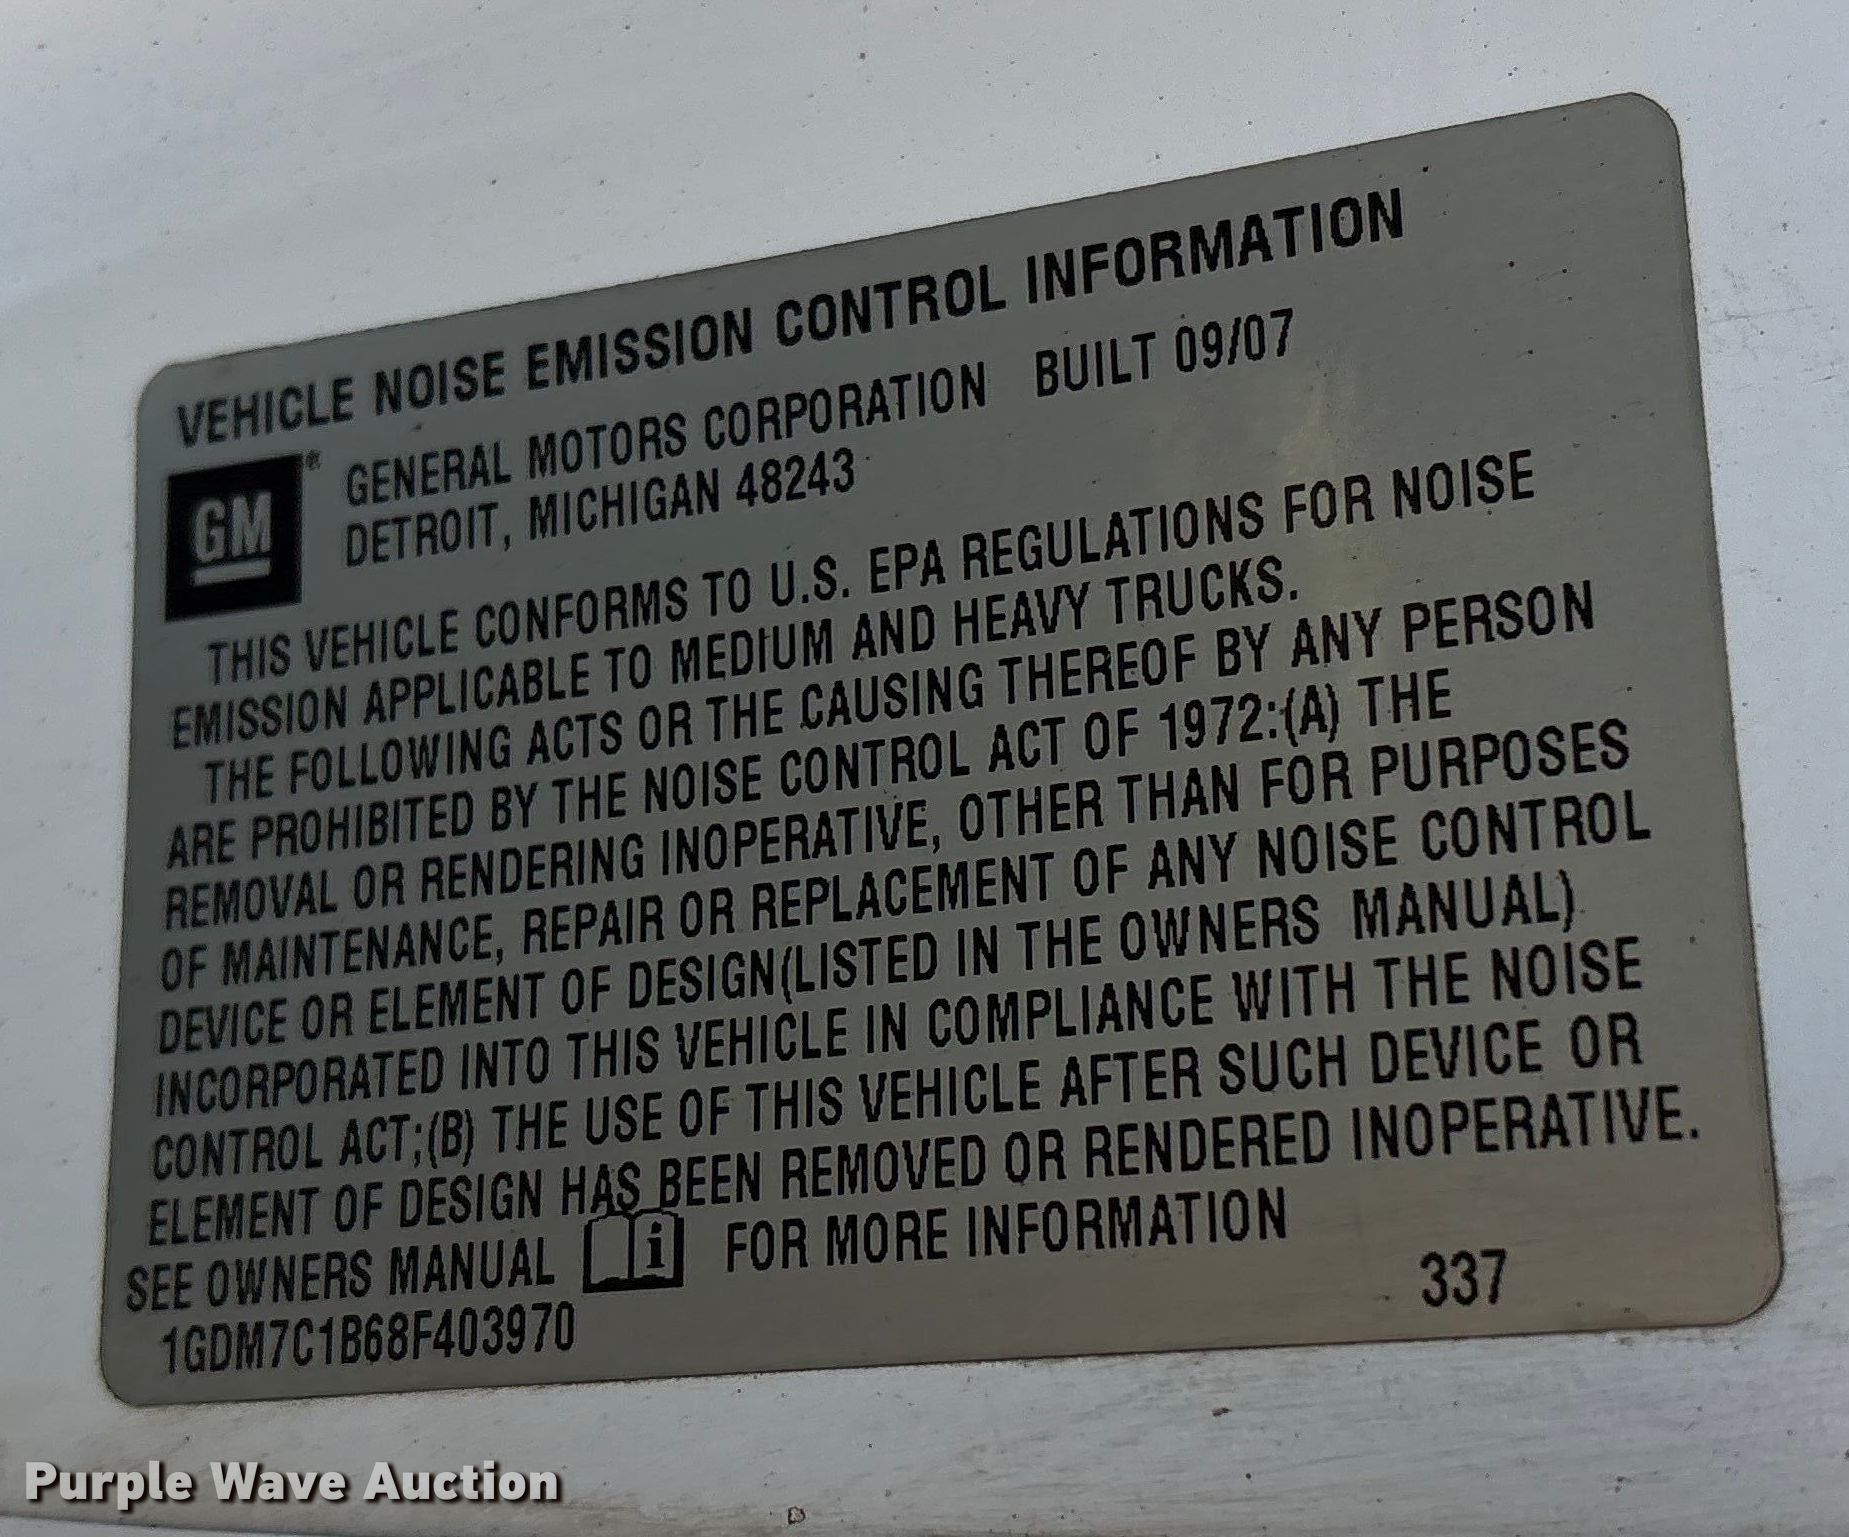 VEHICLE NOISE EMISSION CONTROL INFORMATION
GM®
GENERAL MOTORS CORPORATION BUILT 09/07
DETROIT, MICHIGAN 48243
THIS VEHICLE CONFORMS TO U.S. EPA REGULATIONS FOR NOISE
EMISSION APPLICABLE TO MEDIUM AND HEAVY TRUCKS.
THE FOLLOWING ACTS OR THE CAUSING THEREOF BY ANY PERSON
ARE PROHIBITED BY THE NOISE CONTROL ACT OF 1972:(A) THE
REMOVAL OR RENDERING INOPERATIVE, OTHER THAN FOR PURPOSES
OF MAINTENANCE, REPAIR OR REPLACEMENT OF ANY NOISE CONTROL
DEVICE OR ELEMENT OF DESIGN(LISTED IN THE OWNERS MANUAL)
INCORPORATED INTO THIS VEHICLE IN COMPLIANCE WITH THE NOISE
CONTROL ACT;(B) THE USE OF THIS VEHICLE AFTER SUCH DEVICE OR
ELEMENT OF DESIGN HAS BEEN REMOVED OR RENDERED INOPERATIVE.
SEE OWNERS MANUAL i FOR MORE INFORMATION
1GDM7C1B68F403970
337
Purple Wave Auction